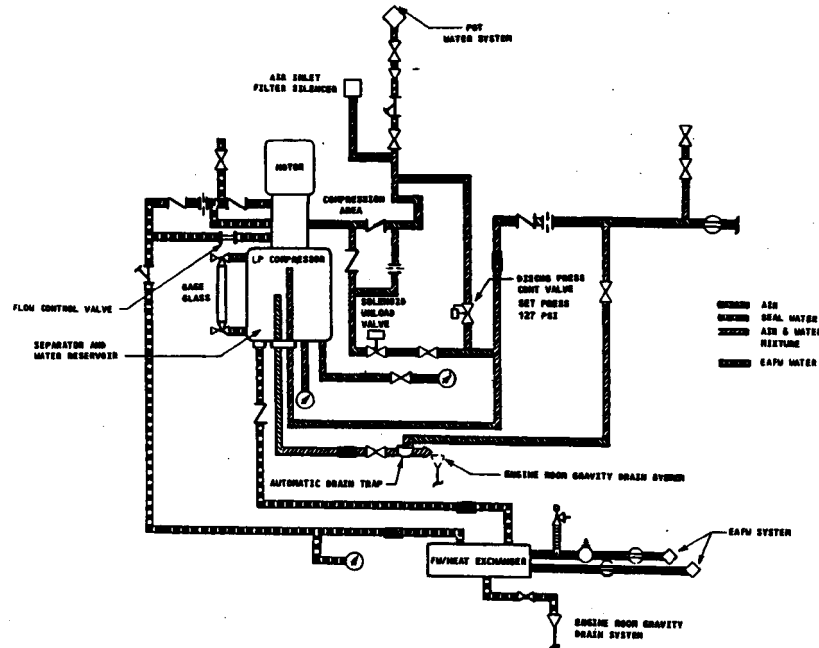 POT
WATER SYSTEM
AIR INLET
FILTER SILENCER
MOTOR
COMPRESSION
AREA
LP COMPRESSOR
GAGE
GLASS
FLOW CONTROL VALVE
SEPARATOR AND
WATER RESERVOIR
SOLENOID
UNLOAD
VALVE
DISCHG PRESS
CONT VALVE
SET PRESS
127 PSI
AIR
SEAL WATER
AIR & WATER
MIXTURE
EAFW WATER
AUTOMATIC DRAIN TRAP
ENGINE ROOM GRAVITY DRAIN SYSTEM
EAFW SYSTEM
FW/HEAT EXCHANGER
ENGINE ROOM GRAVITY
DRAIN SYSTEM